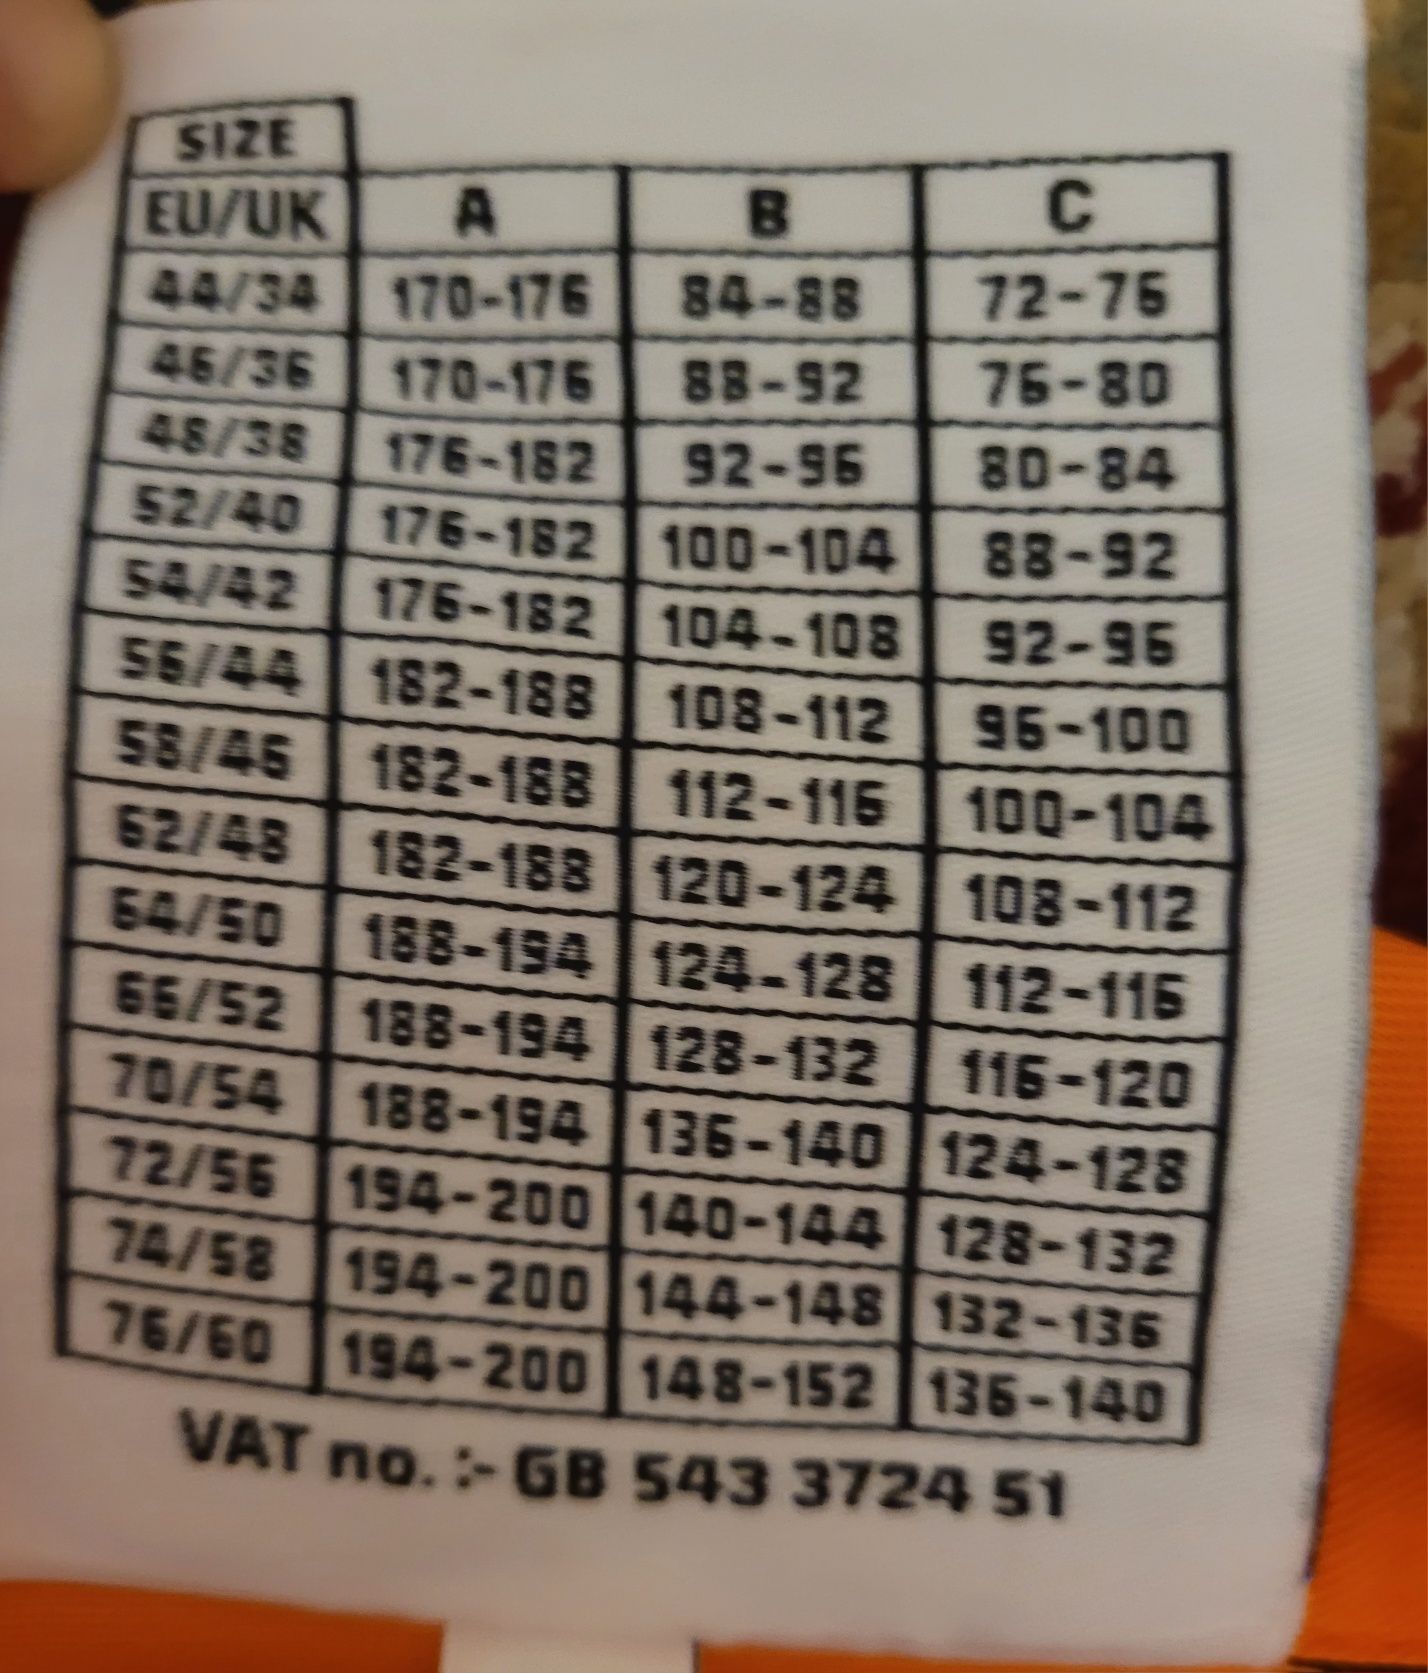 SIZE
EU/UK A B C
44/34 170-176 84-88 72-76
46/36 170-176 88-92 76-80
48/38 176-182 92-96 80-84
52/40 176-182 100-104 88-92
54/42 176-182 104-108 92-96
56/44 182-188 108-112 96-100
58/46 182-188 112-116 100-104
62/48 182-188 120-124 108-112
64/50 188-194 124-128 112-116
66/52 188-194 128-132 116-120
70/54 188-194 136-140 124-128
72/56 194-200 140-144 128-132
74/58 194-200 144-148 132-136
76/60 194-200 148-152 136-140
VAT no. :- GB 543 3724 51